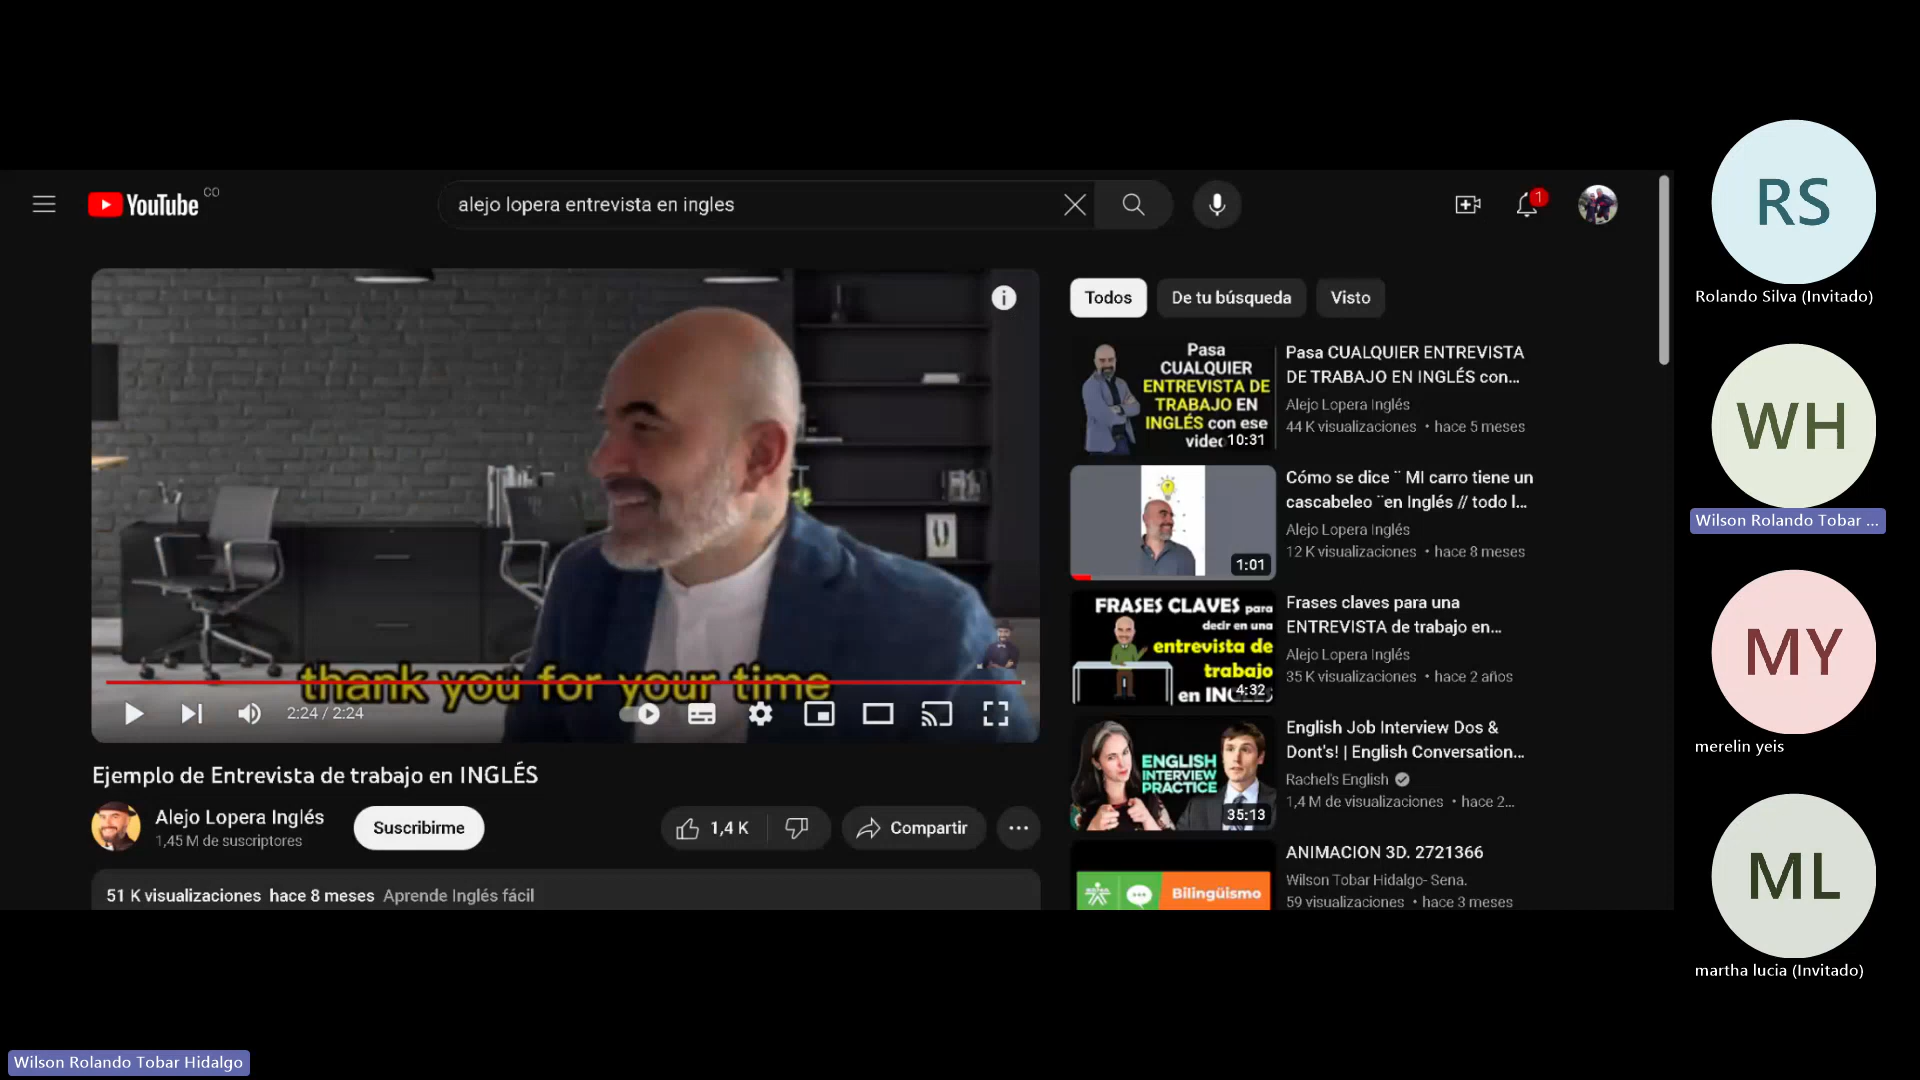 YouTube CO
alejo lopera entrevista en ingles
1
thank you for your time
2:24 / 2:24
Ejemplo de Entrevista de trabajo en INGLÉS
Alejo Lopera Inglés
1,45 M de suscriptores
Suscribirme
1,4 K
Compartir
51 K visualizaciones hace 8 meses Aprende Inglés fácil
Todos
De tu búsqueda
Visto
Pasa
CUALQUIER
ENTREVISTA DE
TRABAJO EN
INGLÉS con ese
10:31
Pasa CUALQUIER ENTREVISTA
DE TRABAJO EN INGLÉS con...
Alejo Lopera Inglés
44 K visualizaciones • hace 5 meses
1:01
Cómo se dice ¨ MI carro tiene un
cascabeleo ¨en Inglés // todo l...
Alejo Lopera Inglés
12 K visualizaciones • hace 8 meses
FRASES CLAVES para
decir en una
entrevista de
trabajo
en
4:32
Frases claves para una
ENTREVISTA de trabajo en...
Alejo Lopera Inglés
35 K visualizaciones • hace 2 años
ENGLISH
INTERVIEW
PRACTICE
35:13
English Job Interview Dos &
Dont's! | English Conversation...
Rachel's English
1,4 M de visualizaciones • hace 2...
Bilingüismo
ANIMACION 3D. 2721366
Wilson Tobar Hidalgo- Sena.
59 visualizaciones • hace 3 meses
RS
Rolando Silva (Invitado)
WH
Wilson Rolando Tobar ...
MY
merelin yeis
ML
martha lucia (Invitado)
Wilson Rolando Tobar Hidalgo